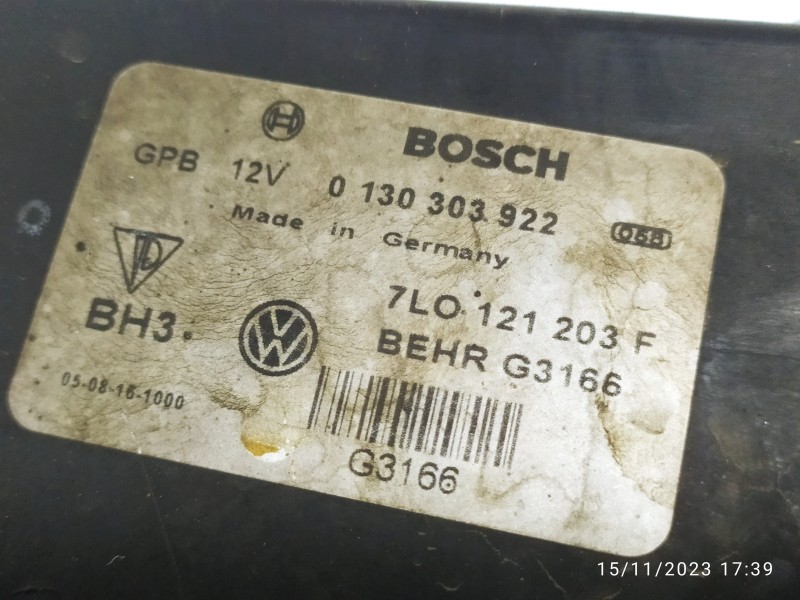 BOSCH
GPB 12V 0 130 303 922
Made in Germany
7LO 121 203 F
BH3
BEHR G3166
05-08-16-1000
G3166
15/11/2023 17:39